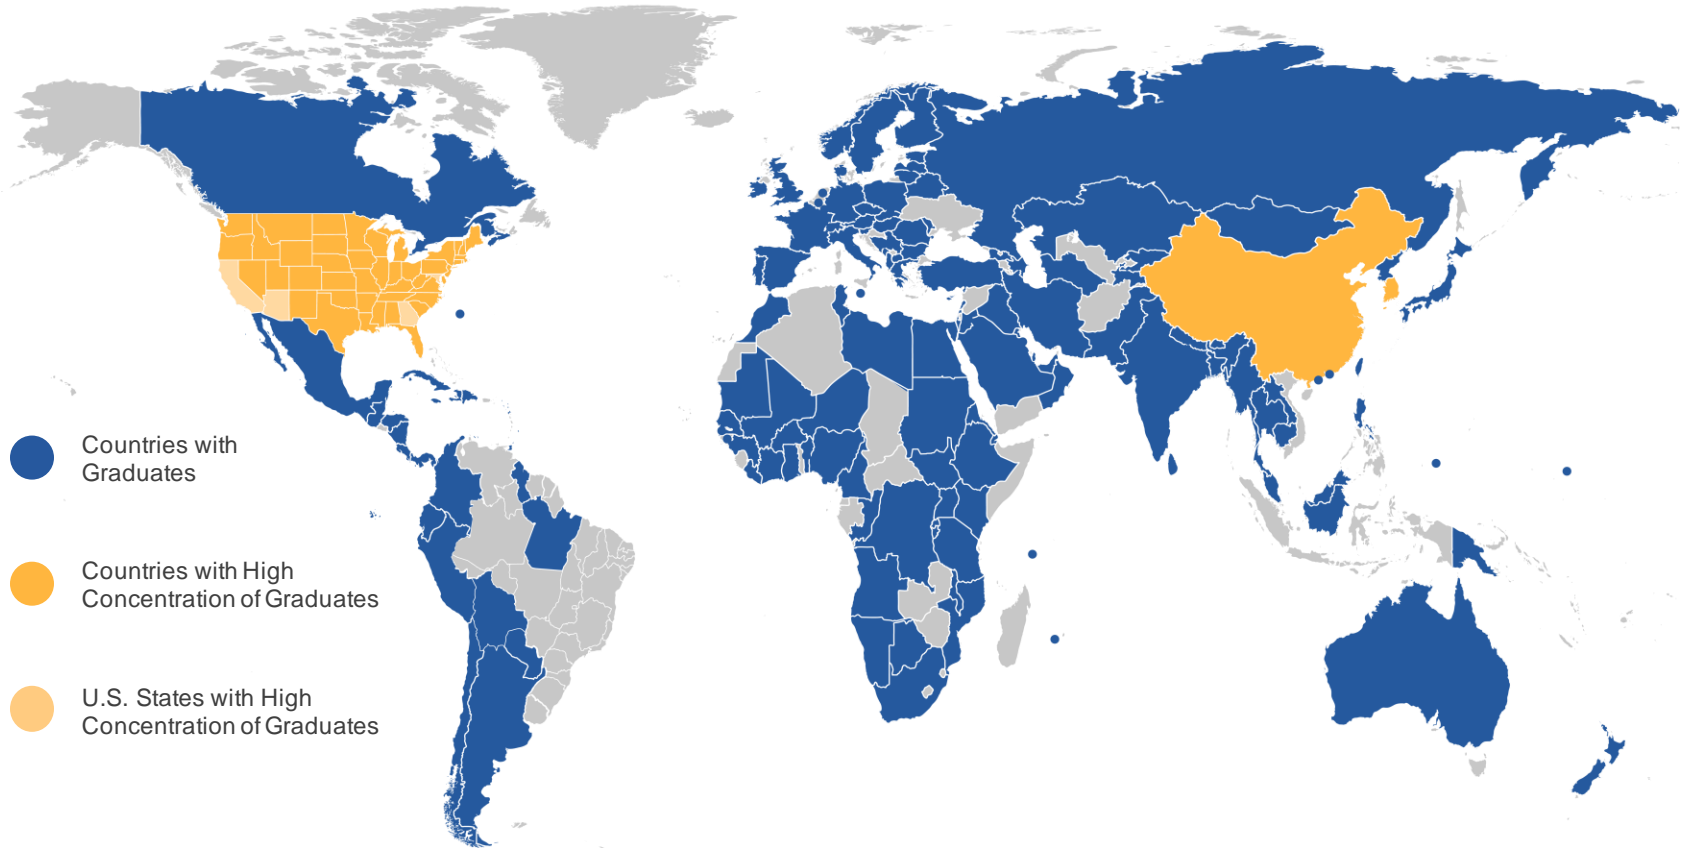 Countries with
Graduates
Countries with High
Concentration of Graduates
U.S. States with High
Concentration of Graduates